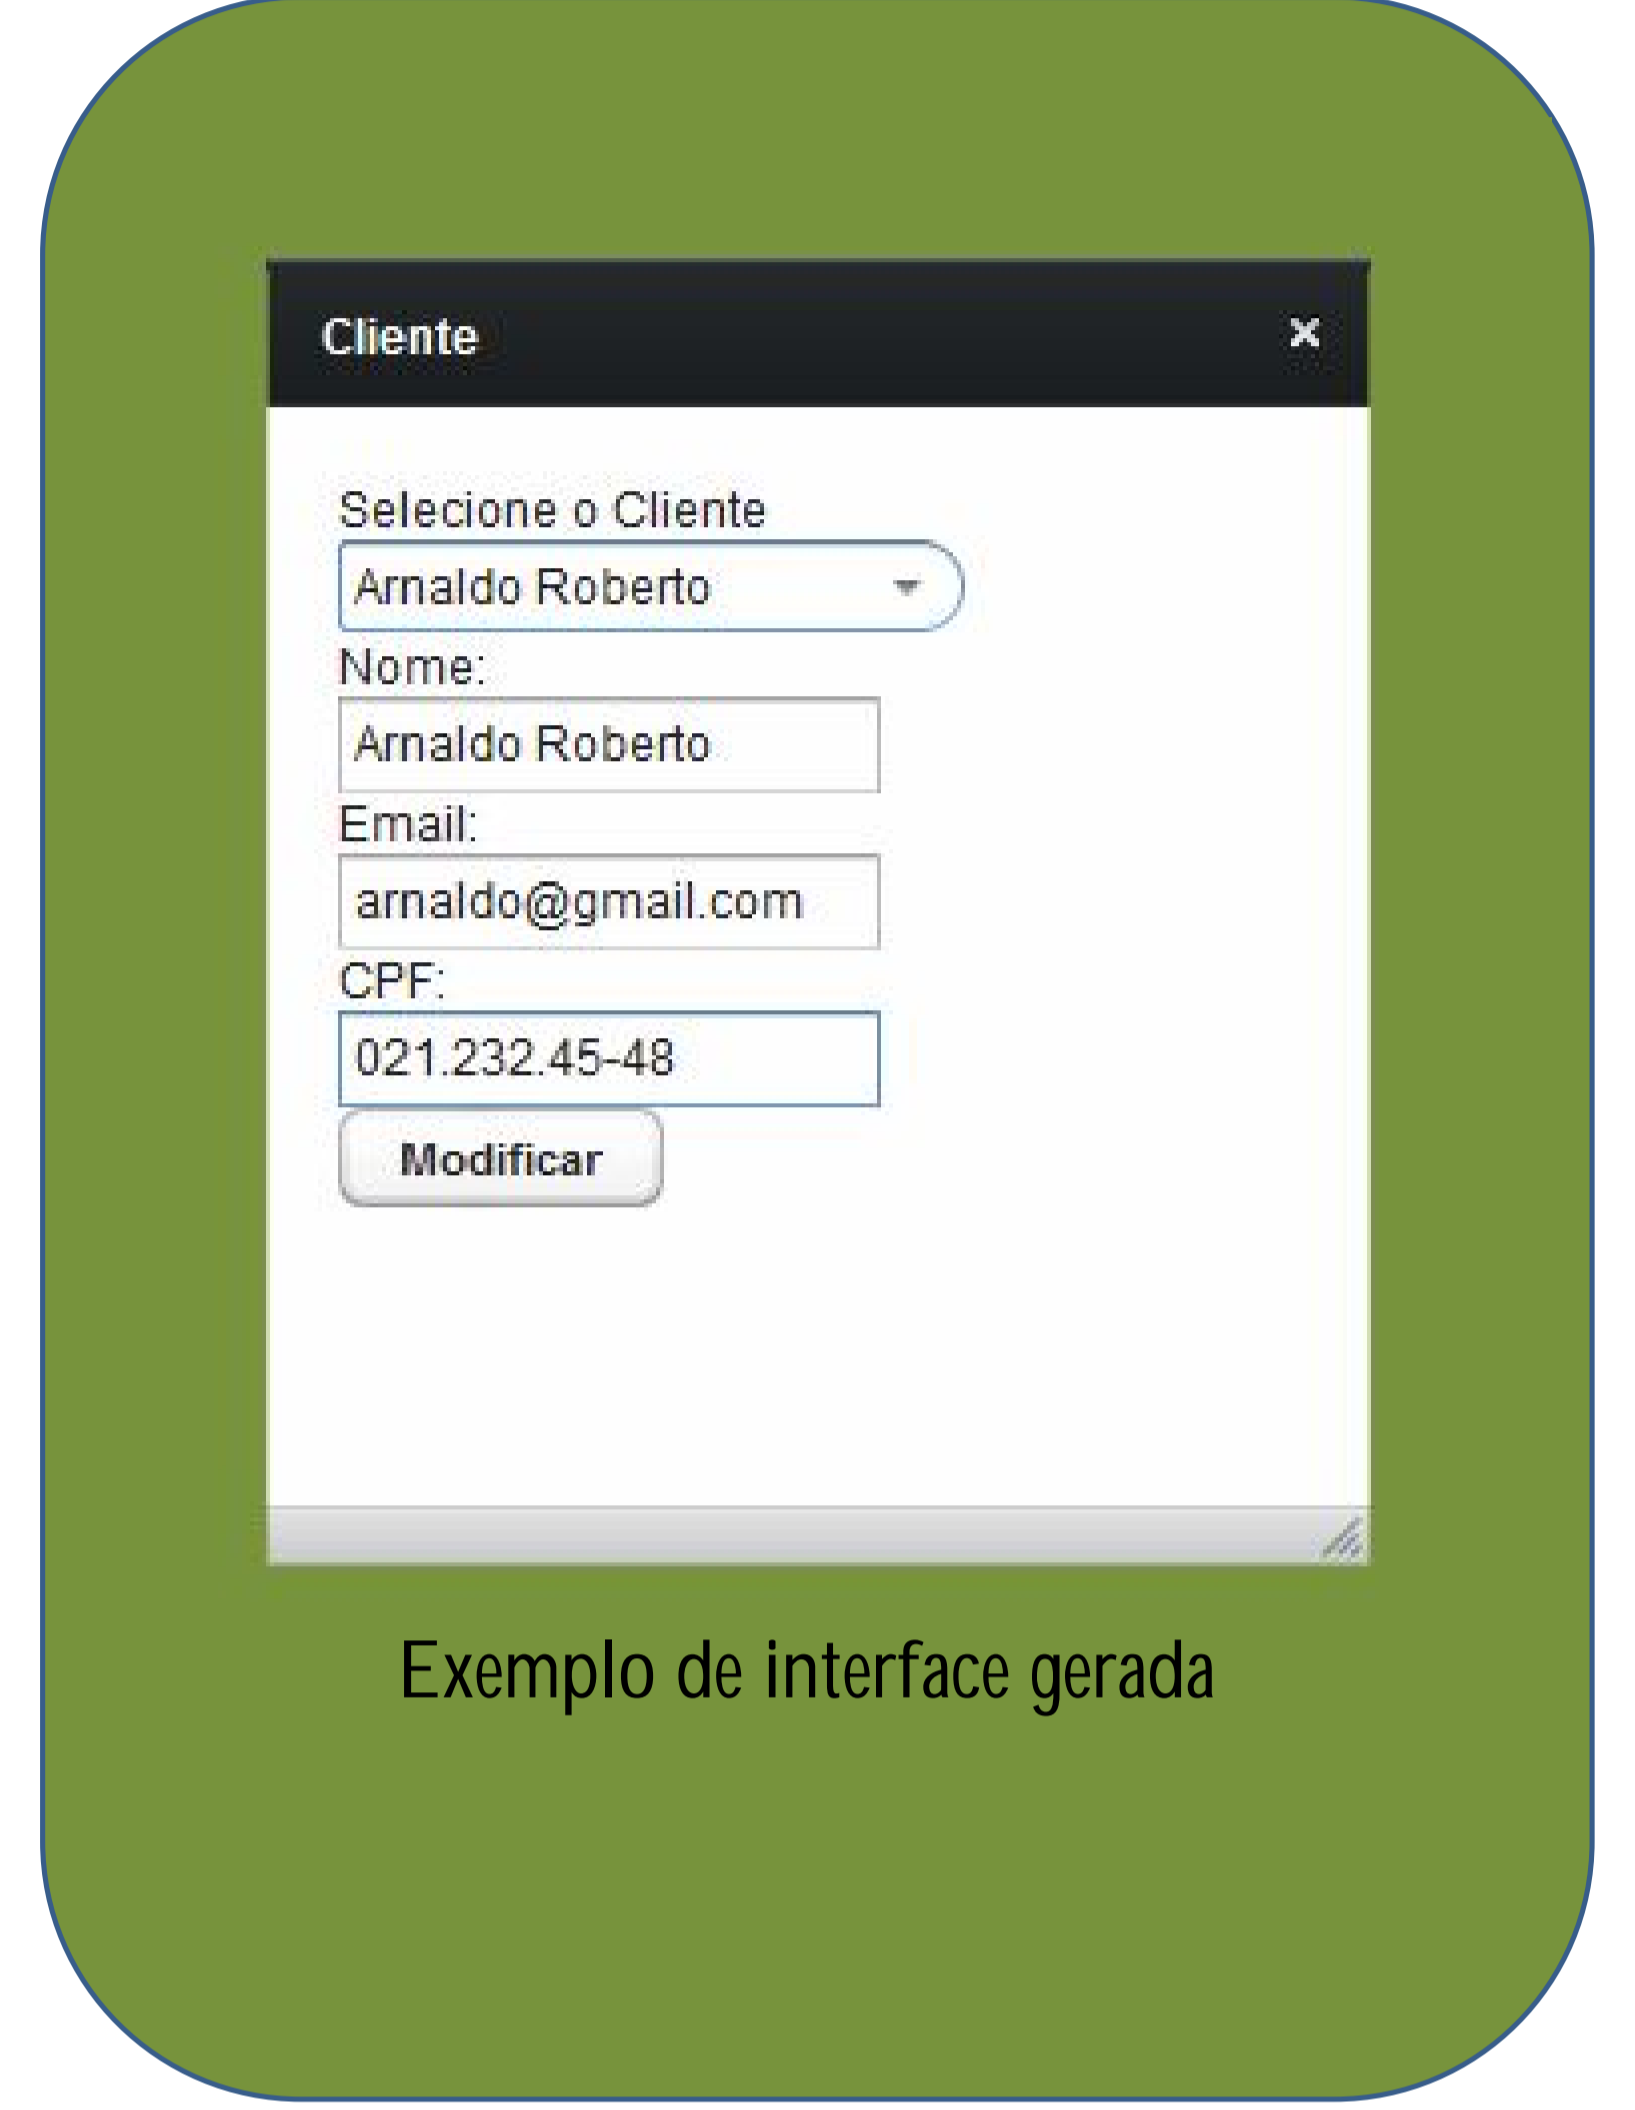 Cliente
Selecione o Cliente
Arnaldo Roberto
Nome:
Arnaldo Roberto
Email:
arnaldo@gmail.com
CPF:
021.232.45-48
Modificar
Exemplo de interface gerada